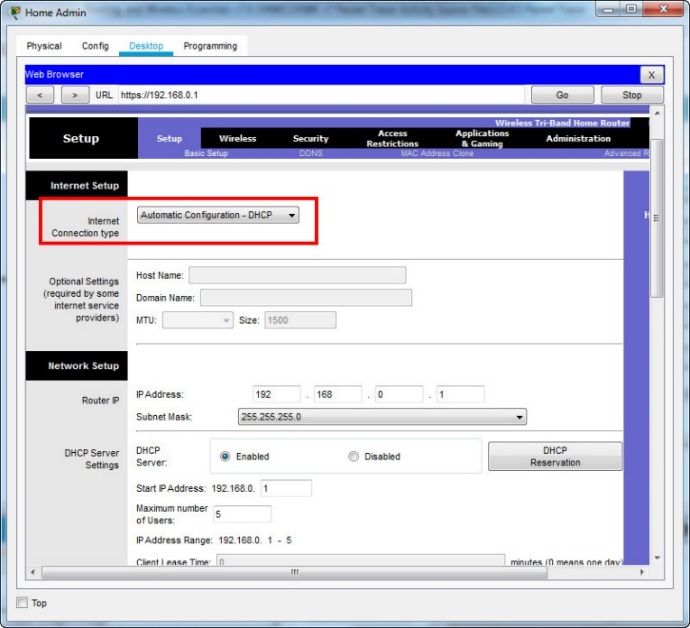 Home Admin
Physical Config Desktop Programming
Web Browser X
< > URL https://192.168.0.1 Go Stop
Wireless Tri-Band Home Router
Setup Setup Wireless Security Access Restrictions Applications & Gaming Administration
Basic Setup DDNS MAC Address Clone Advanced R
Internet Setup
Internet Connection type Automatic Configuration - DHCP
H
Optional Settings (required by some internet service providers)
Host Name:
Domain Name:
MTU: Size: 1500
Network Setup
Router IP
IP Address: 192 . 168 . 0 . 1
Subnet Mask: 255.255.255.0
DHCP Server Settings
DHCP Server: Enabled Disabled DHCP Reservation
Start IP Address: 192.168.0. 1
Maximum number of Users: 5
IP Address Range: 192.168.0. 1 - 5
Client Lease Time: 0 minutes (0 means one day)
Top